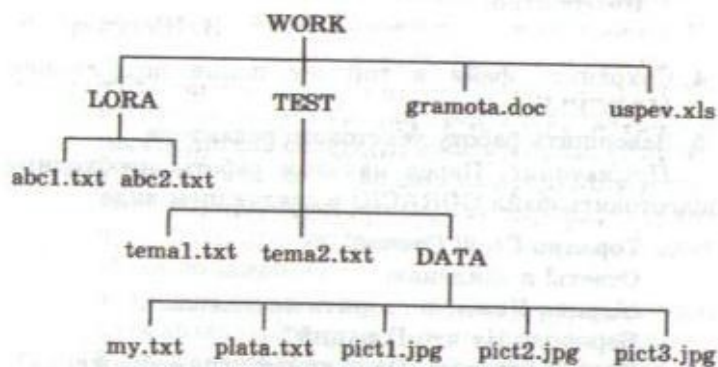 WORK
LORA TEST gramota.doc uspev.xls
abc1.txt abc2.txt
tema1.txt tema2.txt DATA
my.txt plata.txt pict1.jpg pict2.jpg pict3.jpg